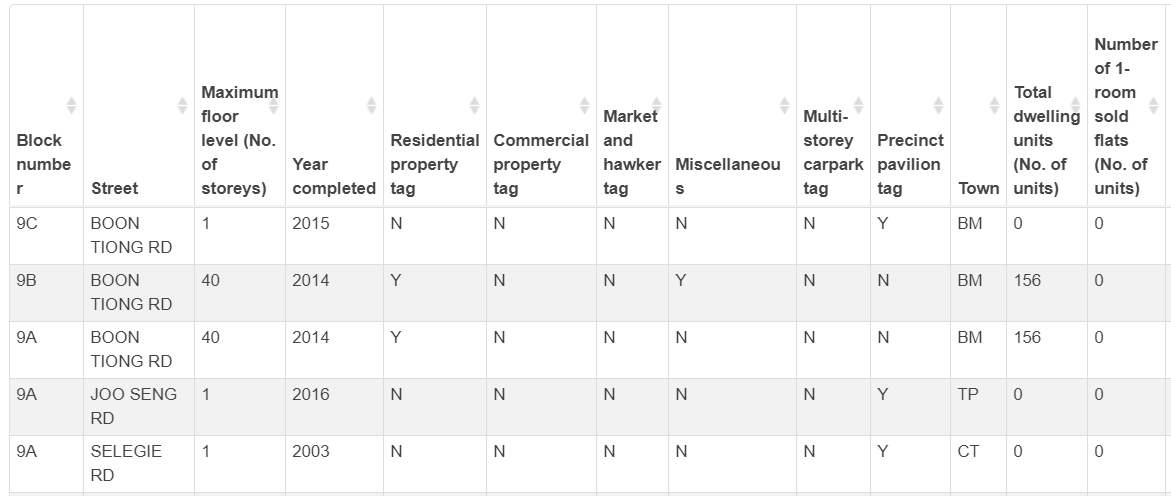 Block numbe r
Street
Maximum floor level (No. of storeys)
Year completed
Residential property tag
Commercial property tag
Market and hawker tag
Miscellaneou s
Multi- storey carpark tag
Precinct pavilion tag
Town
Total dwelling units (No. of units)
Number of 1- room sold flats (No. of units)
9C BOON TIONG RD 1 2015 N N N N N Y BM 0 0
9B BOON TIONG RD 40 2014 Y N N Y N N BM 156 0
9A BOON TIONG RD 40 2014 Y N N N N N BM 156 0
9A JOO SENG RD 1 2016 N N N N N Y TP 0 0
9A SELEGIE RD 1 2003 N N N N N Y CT 0 0